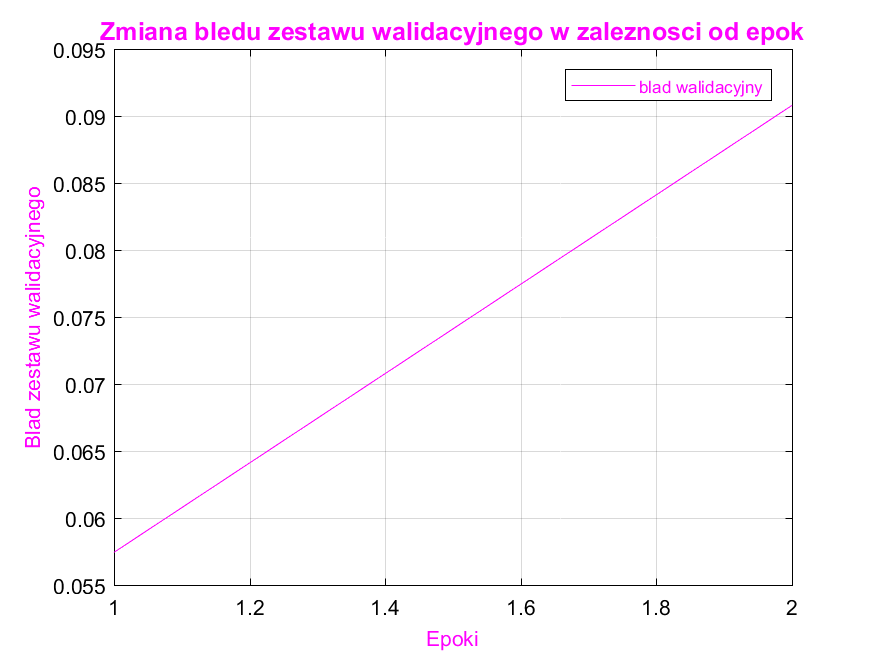 Zmiana bledu zestawu walidacyjnego w zaleznosci od epok
blad walidacyjny
Blad zestawu walidacyjnego
0.095
0.09
0.085
0.08
0.075
0.07
0.065
0.06
0.055
1 1.2 1.4 1.6 1.8 2
Epoki